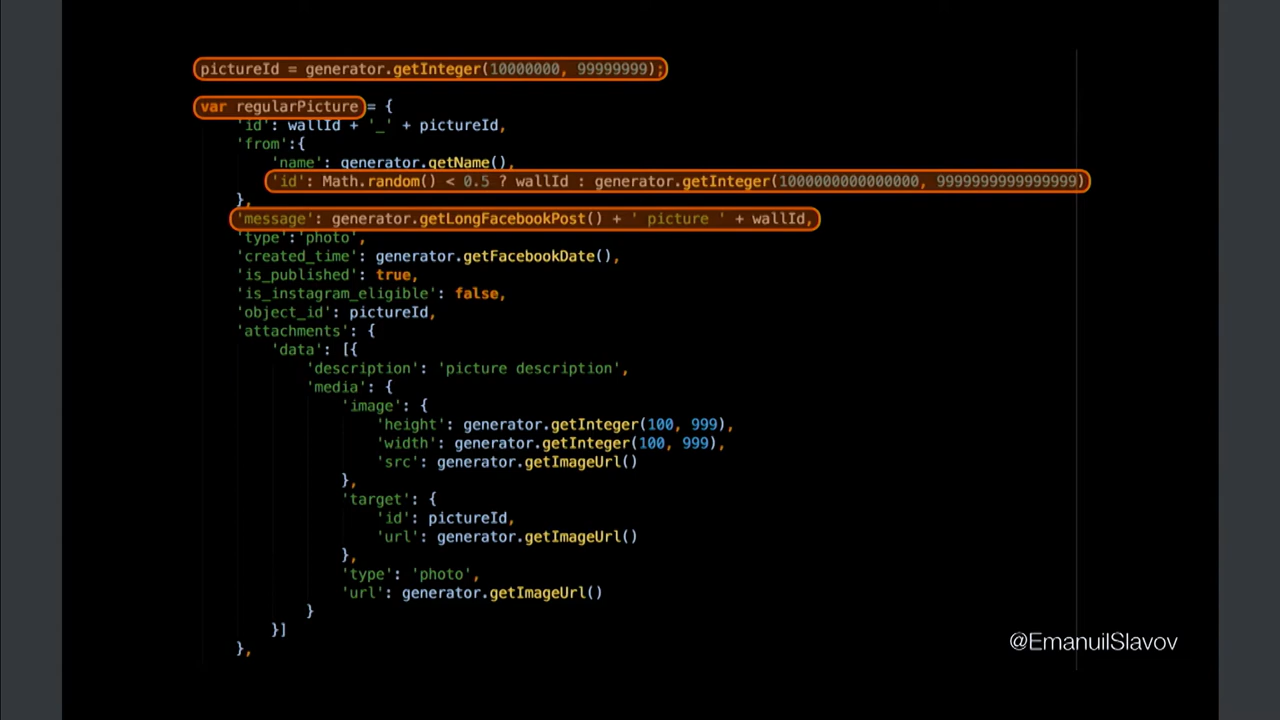 pictureId = generator.getInteger(10000000, 99999999);
var regularPicture = {
'id': wallId + '_' + pictureId,
'from':{
'name': generator.getName(),
'id': Math.random() < 0.5 ? wallId : generator.getInteger(1000000000000000, 9999999999999999)
},
'message': generator.getLongFacebookPost() + ' picture ' + wallId,
'type':'photo',
'created_time': generator.getFacebookDate(),
'is_published': true,
'is_instagram_eligible': false,
'object_id': pictureId,
'attachments': {
'data': [{
'description': 'picture description',
'media': {
'image': {
'height': generator.getInteger(100, 999),
'width': generator.getInteger(100, 999),
'src': generator.getImageUrl()
},
'target': {
'id': pictureId,
'url': generator.getImageUrl()
},
'type': 'photo',
'url': generator.getImageUrl()
}
}]
},
@EmanuilSlavov